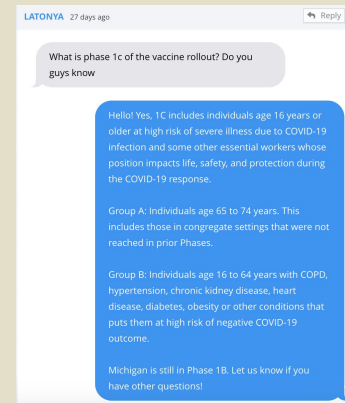 LATONYA 27 days ago
Reply
What is phase 1c of the vaccine rollout? Do you
guys know
Hello! Yes, 1C includes individuals age 16 years or
older at high risk of severe illness due to COVID-19
infection and some other essential workers whose
position impacts life, safety, and protection during
the COVID-19 response.
Group A: Individuals age 65 to 74 years. This
includes those in congregate settings that were not
reached in prior Phases.
Group B: Individuals age 16 to 64 years with COPD,
hypertension, chronic kidney disease, heart
disease, diabetes, obesity or other conditions that
puts them at high risk of negative COVID-19
outcome.
Michigan is still in Phase 1B. Let us know if you
have other questions!